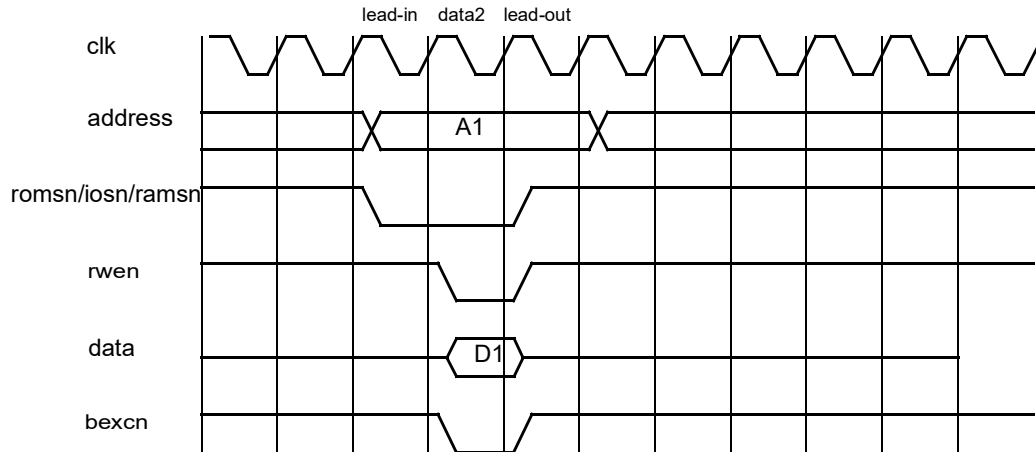 lead-in data2 lead-out
clk
address
A1
romsn/iosn/ramsn
rwen
data
D1
bexcn